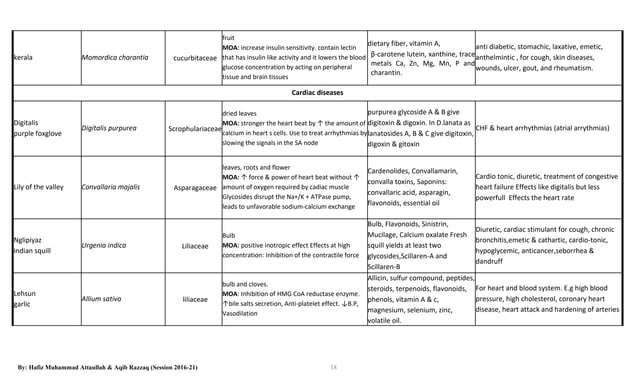 kerala
Momordica charantia
cucurbitaceae
fruit
MOA: increase insulin sensitivity. contain lectin
that has insulin like activity and it lowers the blood
glucose concentration by acting on peripheral
tissue and brain tissues
dietary fiber, vitamin A,
β-carotene lutein, xanthine, trace
metals Ca, Zn, Mg, Mn, P and
charantin.
anti diabetic, stomachic, laxative, emetic,
anthelmintic , for cough, skin diseases,
wounds, ulcer, gout, and rheumatism.
Cardiac diseases
Digitalis
purple foxglove
Digitalis purpurea
Scrophulariaceae
dried leaves
MOA: stronger the heart beat by ↑ the amount of
calcium in heart s cells. Use to treat arrhythmias by
slowing the signals in the SA node
purpurea glycoside A & B give
digitoxin & digoxin. In D.lanata as
lanatosides A, B & C give digitoxin,
digoxin & gitoxin
CHF & heart arrhythmias (atrial arrythmias)
Lily of the valley
Convallaria majalis
Asparagaceae
leaves, roots and flower
MOA: ↑ force & power of heart beat without ↑
amount of oxygen required by cadiac muscle
Glycosides disrupt the Na+/K + ATPase pump,
leads to unfavorable sodium-calcium exchange
Cardenolides, Convallamarin,
convalla toxins, Saponins:
convallaric acid, asparagin,
flavonoids, essential oil
Cardio tonic, diuretic, treatment of congestive
heart failure Effects like digitalis but less
powerfull  Effects the heart rate
Nglipiyaz
indian squill
Urgenia indica
Liliaceae
Bulb
MOA: positive inotropic effect Effects at high
concentration: Inhibition of the contractile force
Bulb, Flavonoids, Sinistrin,
Mucilage, Calcium oxalate Fresh
squill yields at least two
glycosides,Scillaren-A and
Scillaren-B
Diuretic, cardiac stimulant for cough, chronic
bronchitis,emetic & cathartic, cardio-tonic,
hypoglycemic, anticancer,seborrhea &
dandruff
Lehsun
garlic
Allium sativa
liliaceae
bulb and cloves.
MOA: Inhibition of HMG CoA reductase enzyme.
↑bile salts secretion, Anti-platelet effect. ↓B.P,
Vasodilation
Allicin, sulfur compound, peptides,
steroids, terpenoids, flavonoids,
phenols, vitamin A & c,
magnesium, selenium, zinc,
volatile oil.
For heart and blood system. E.g high blood
pressure, high cholesterol, coronary heart
disease, heart attack and hardening of arteries
By: Hafiz Muhammad Attaullah & Aqib Razzaq (Session 2016-21)
18